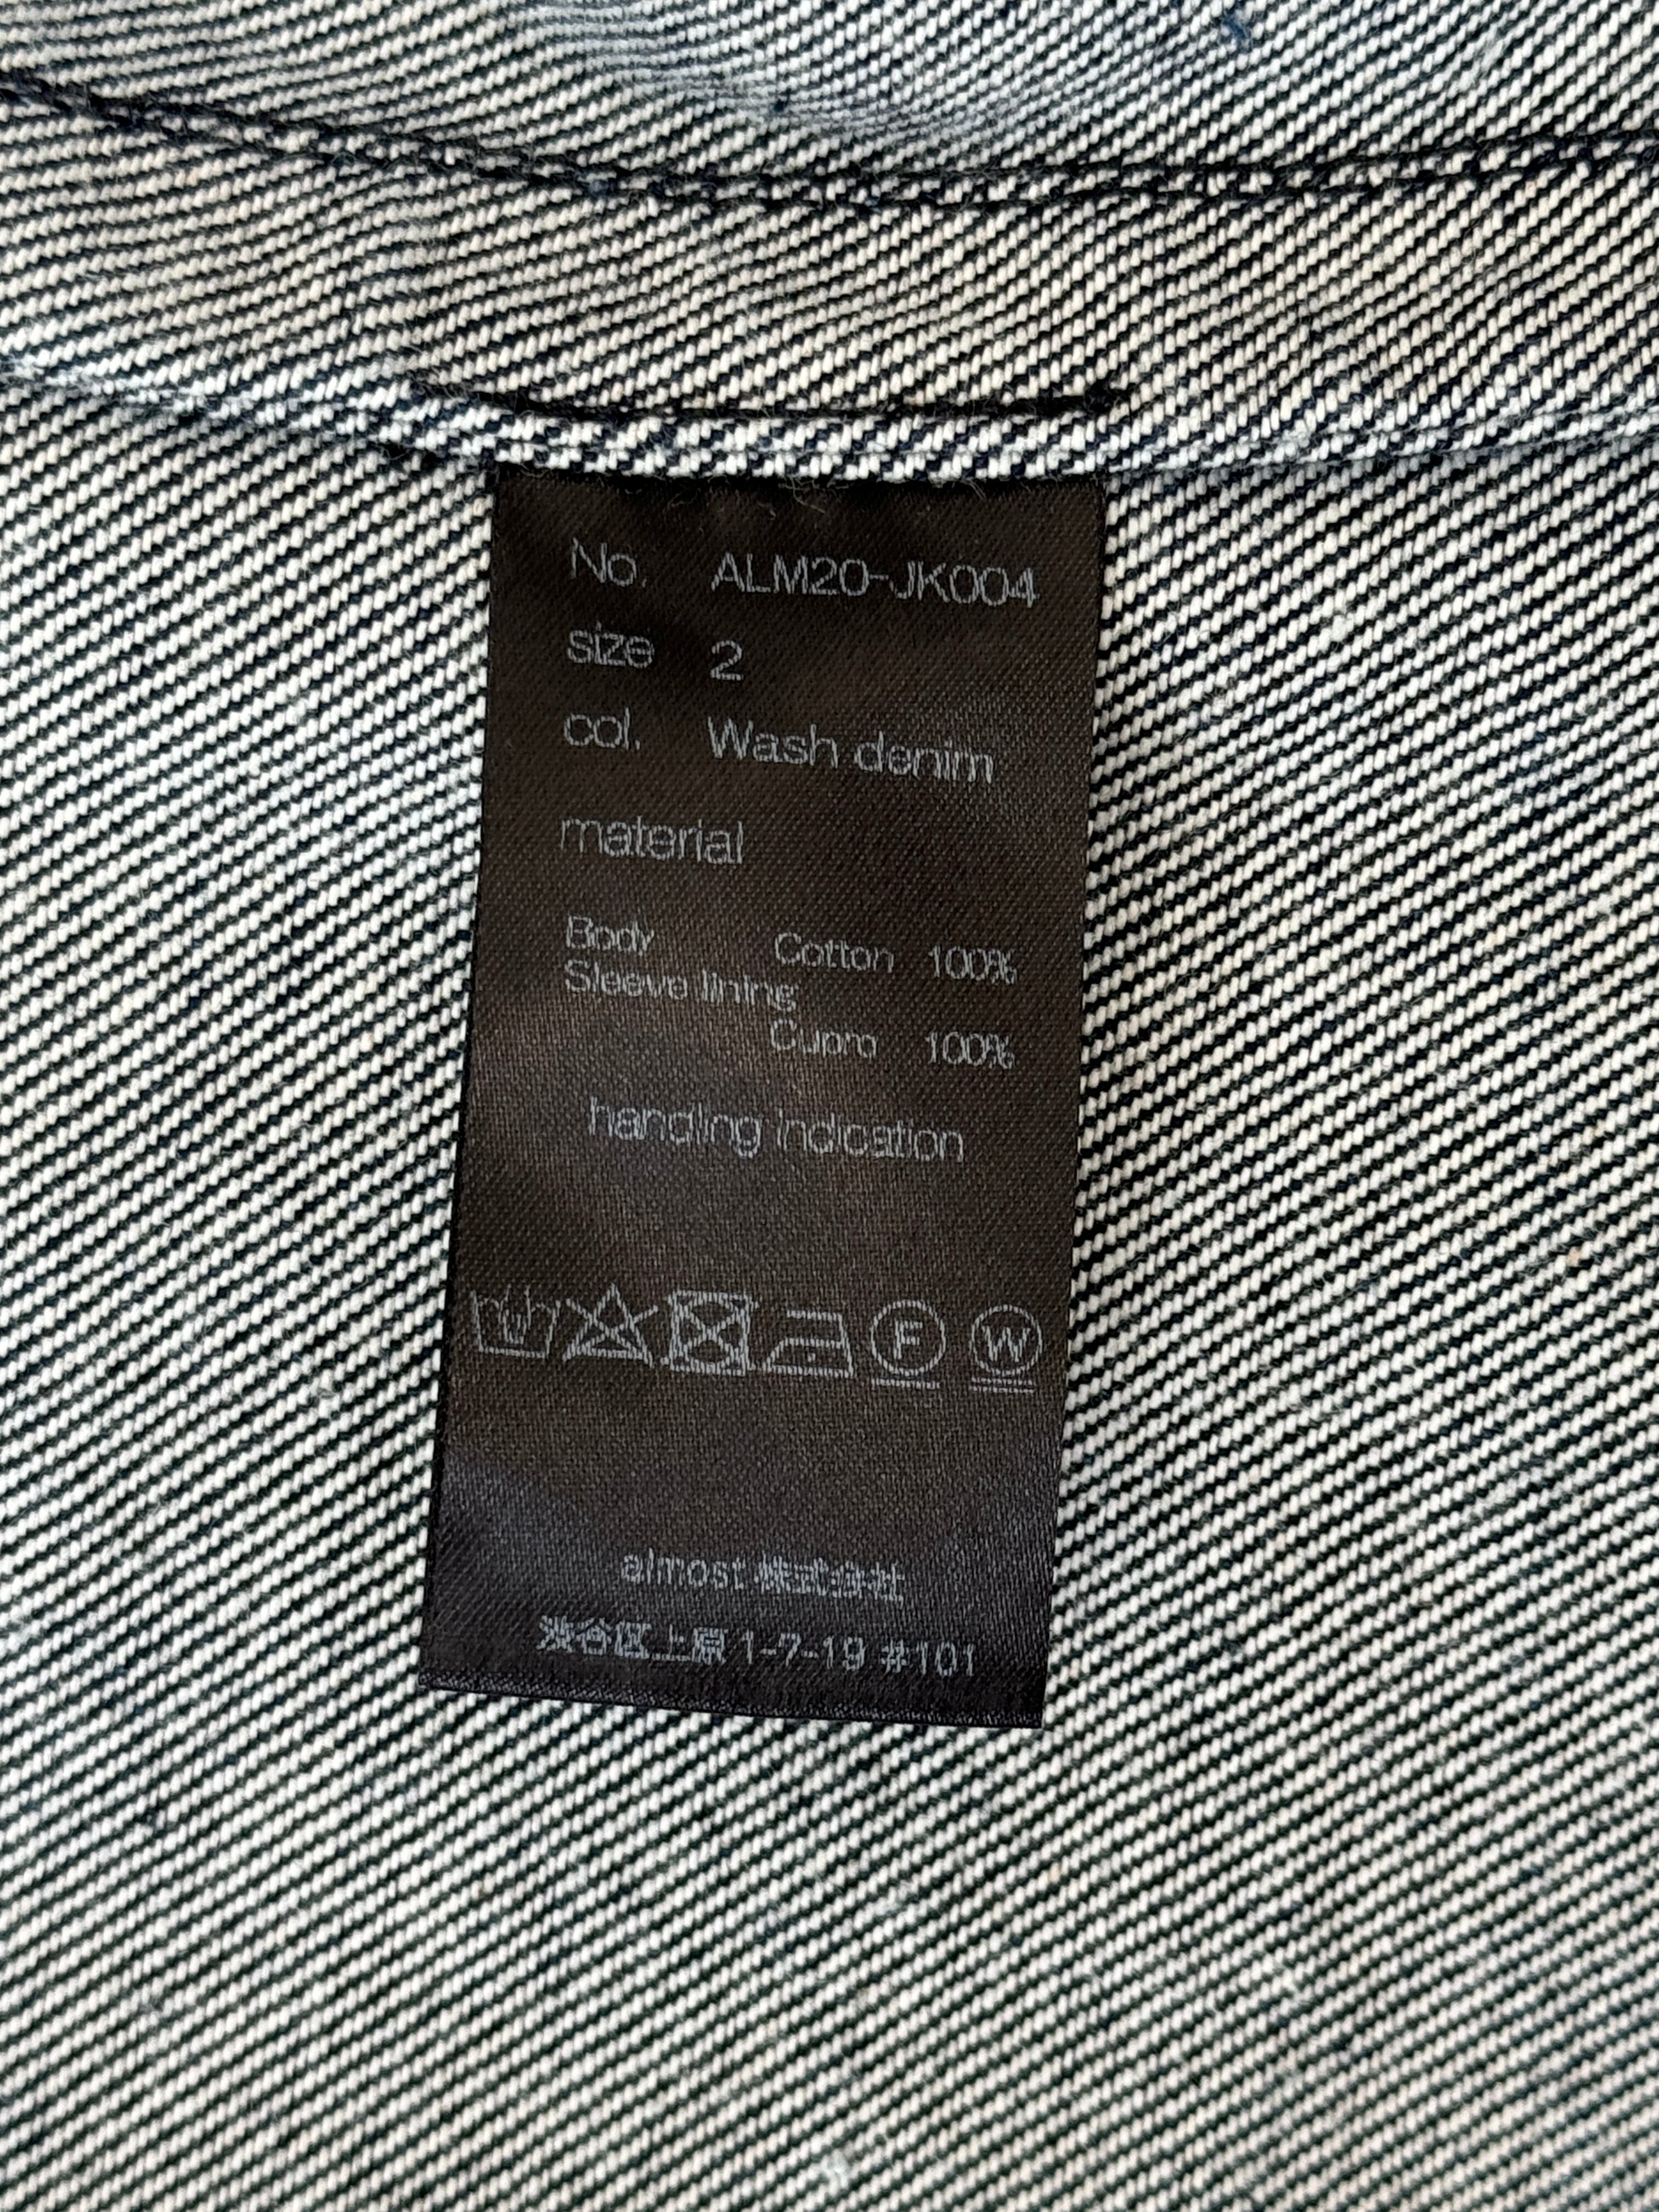 No. ALM20-JK004
size 2
col. Wash denim
material
Body Cotton 100%
Sleeve lining
Cupro 100%
handling indication
F W
almost 株式会社
渋谷区上原 1-7-19 #101